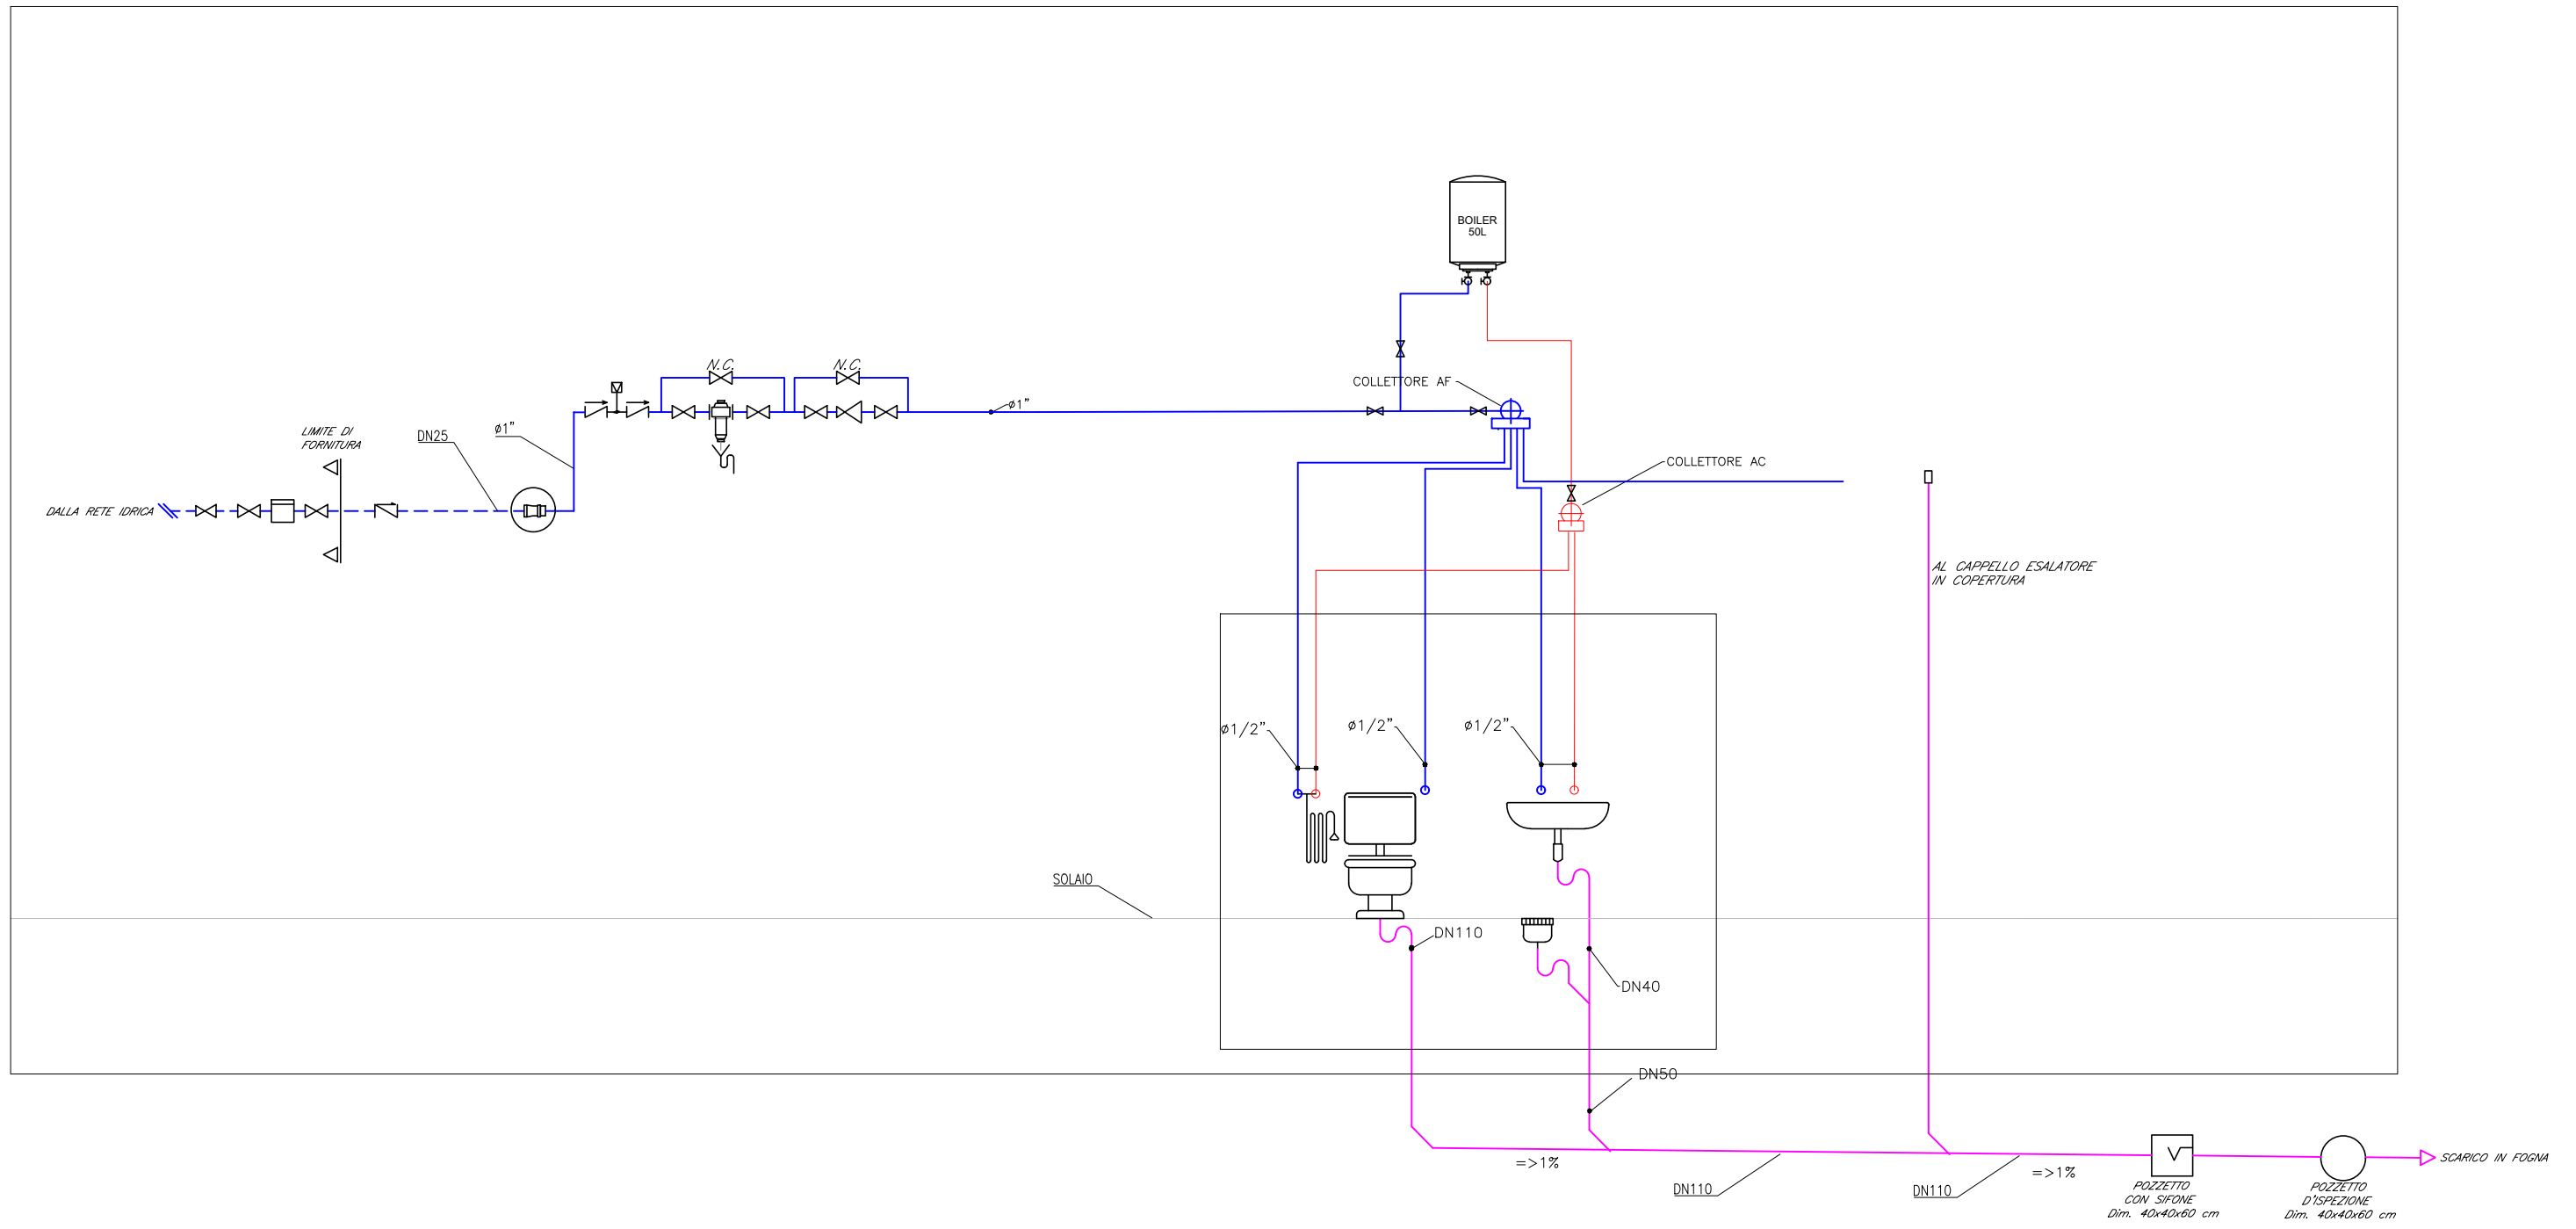 BOILER
50L
N.C.
N.C.
COLLETTORE AF
ø1"
LIMITE DI
FORNITURA
DN25
ø1"
COLLETTORE AC
DALLA RETE IDRICA
AL CAPPELLO ESALATORE
IN COPERTURA
ø1/2"
ø1/2"
ø1/2"
SOLAIO
DN110
DN40
DN50
=>1%
DN110
DN110
=>1%
SCARICO IN FOGNA
POZZETTO
CON SIFONE
Dim. 40x40x60 cm
POZZETTO
D'ISPEZIONE
Dim. 40x40x60 cm